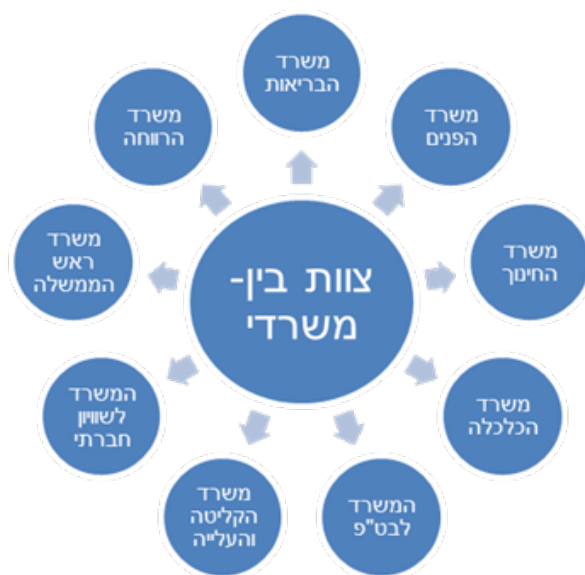 צוות בין-
משרדי
משרד
הבריאות
משרד
הפנים
משרד
החינוך
משרד
הכלכלה
המשרד
לבט"פ
משרד
הקליטה
והעלייה
המשרד
לשוויון
חברתי
משרד
ראש
הממשלה
משרד
הרווחה